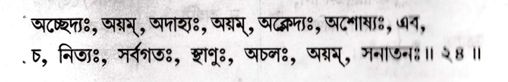 অচ্ছেদ্যঃ, অয়ম্, অদাহ্যঃ, অয়ম্, অক্লেদ্যঃ, অশোষ্যঃ, এব,
চ, নিত্যঃ, সর্বগতঃ, স্থাণুঃ, অচলঃ, অয়ম্, সনাতনঃ॥ ২৪ ॥